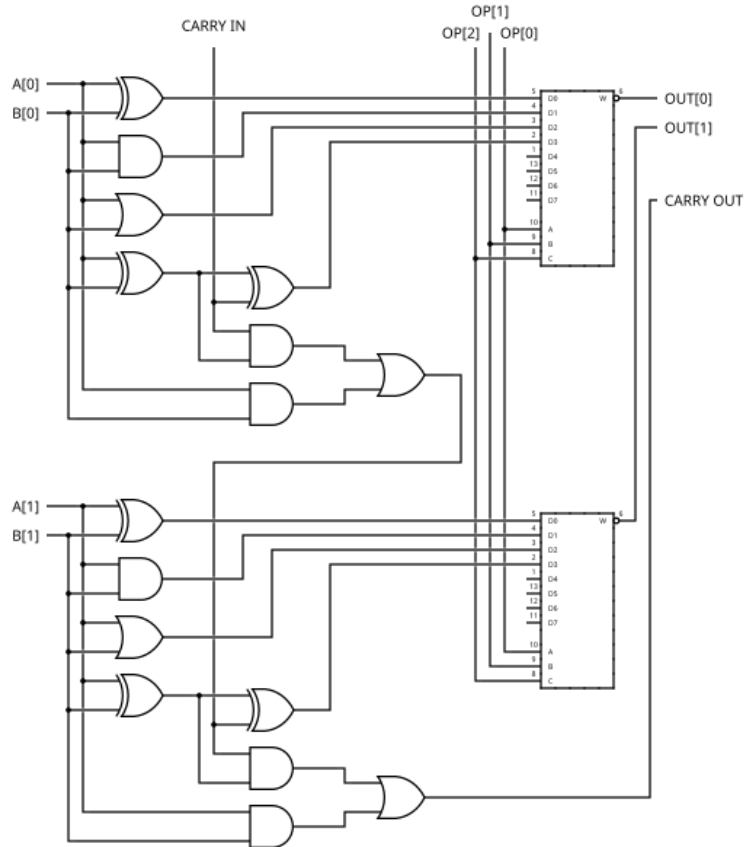 CARRY IN
OP[1]
OP[2] OP[0]
A[0]
B[0]
5 D0 W 6 OUT[0]
4 D1
3 D2 OUT[1]
2 D3
1 D4
13 D5
12 D6
11 D7 CARRY OUT
10 A
9 B
8 C
A[1]
B[1]
5 D0 W 6
4 D1
3 D2
2 D3
1 D4
13 D5
12 D6
11 D7
10 A
9 B
8 C